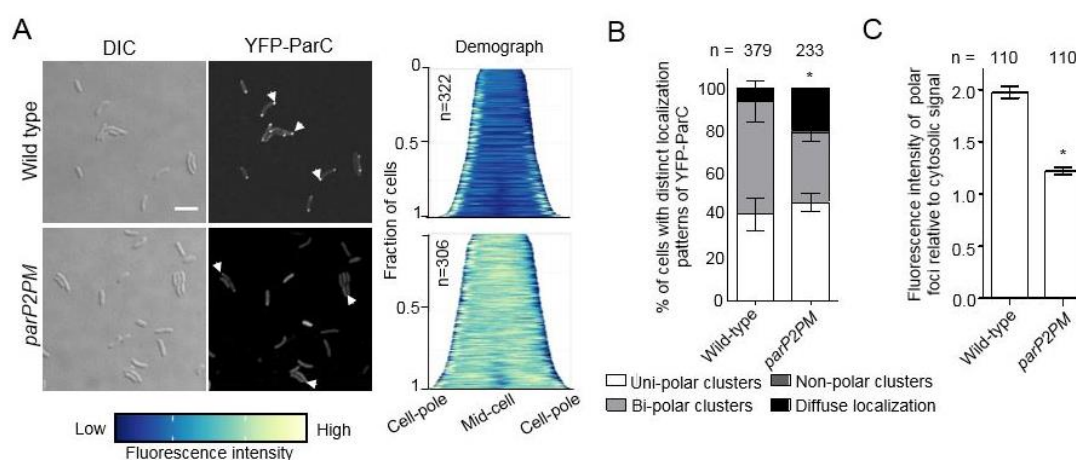 A
DIC
YFP-ParC
Demograph
Wild type
parP2PM
Fraction of cells
0
n=322
0.5
1
n=306
0.5
1
Cell-pole
Mid-cell
Cell-pole
Low
High
Fluorescence intensity
B
n = 379 233
*
% of cells with distinct localization
patterns of YFP-ParC
100
80
60
40
20
0
Wild-type
parP2PM
Uni-polar clusters
Non-polar clusters
Bi-polar clusters
Diffuse localization
C
n = 110 110
Fluorescence intensity of polar
foci relative to cytosolic signal
2.0
1.0
1.5
0.0
*
Wild-type
parP2PM